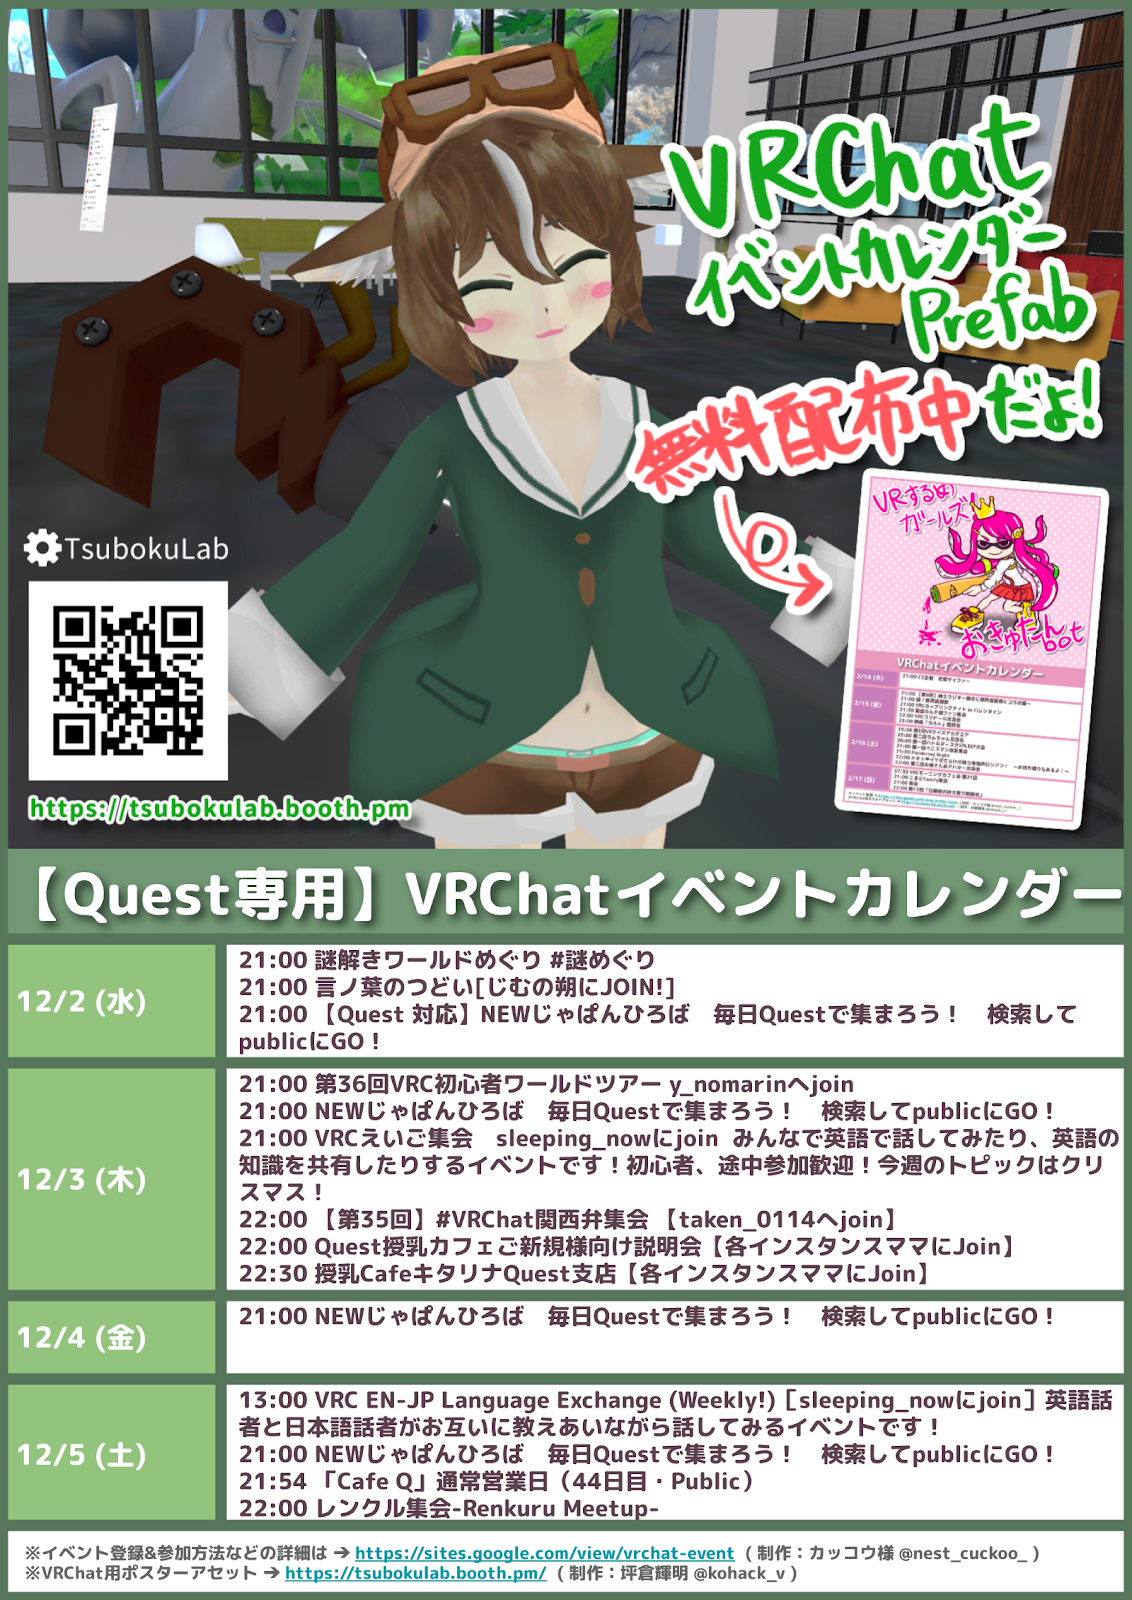 VRChat
イベントカレンダー
Prefab
無料配布中だよ!
VRするめ
ガールズ
おきゅたん
bot
VRChatイベントカレンダー
2/14 (木)
2/15 (金)
2/16 (土)
2/17 (日)
TsubokuLab
https://tsubokulab.booth.pm
【Quest専用】VRChatイベントカレンダー
12/2 (水)
21:00 謎解きワールドめぐり #謎めぐり
21:00 言ノ葉のつどい[じむの朔にJOIN!]
21:00 【Quest 対応】NEWじゃぱんひろば　毎日Questで集まろう！　検索して
publicにGO！
12/3 (木)
21:00 第36回VRC初心者ワールドツアー y_nomarinへjoin
21:00 NEWじゃぱんひろば　毎日Questで集まろう！　検索してpublicにGO！
21:00 VRCえいご集会　sleeping_nowにjoin  みんなで英語で話してみたり、英語の
知識を共有したりするイベントです！初心者、途中参加歓迎！今週のトピックはクリ
スマス！
22:00 【第35回】#VRChat関西弁集会 【taken_0114へjoin】
22:00 Quest授乳カフェご新規様向け説明会【各インスタンスママにJoin】
22:30 授乳CafeキタリナQuest支店【各インスタンスママにJoin】
12/4 (金)
21:00 NEWじゃぱんひろば　毎日Questで集まろう！　検索してpublicにGO！
12/5 (土)
13:00 VRC EN-JP Language Exchange (Weekly!)［sleeping_nowにjoin］英語話
者と日本語話者がお互いに教えあいながら話してみるイベントです！
21:00 NEWじゃぱんひろば　毎日Questで集まろう！　検索してpublicにGO！
21:54 「Cafe Q」通常営業日（44日目・Public）
22:00 レンクル集会-Renkuru Meetup-
※イベント登録&参加方法などの詳細は → https://sites.google.com/view/vrchat-event （ 制作：カッコウ様 @nest_cuckoo_ ）
※VRChat用ポスターアセット → https://tsubokulab.booth.pm/ （ 制作：坪倉輝明 @kohack_v ）